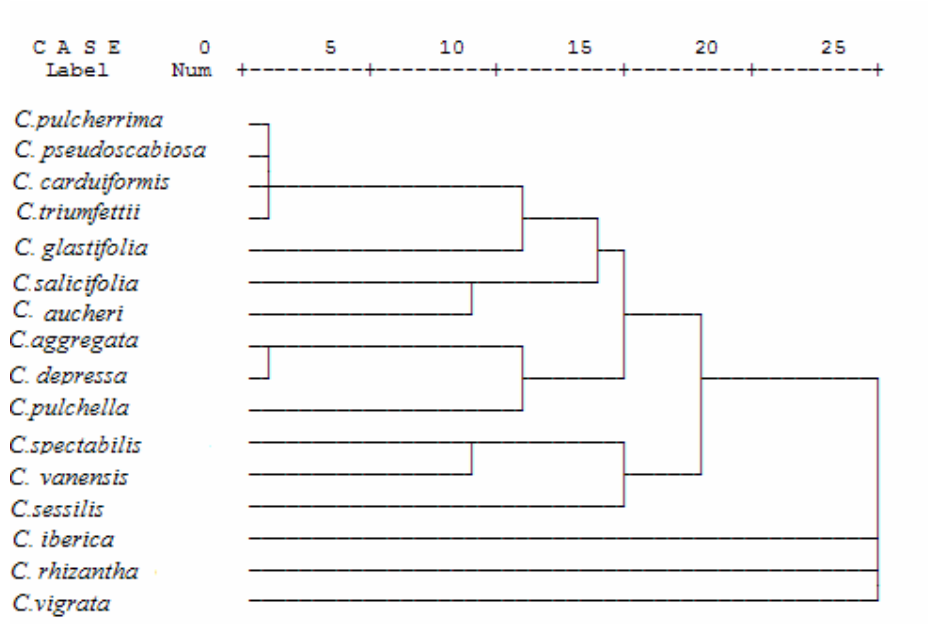 C A S E 0 5 10 15 20 25
Label Num +---------+---------+---------+---------+---------+
C.pulcherrima
C. pseudoscabiosa
C. carduiformis
C.triumfettii
C. glastifolia
C.salicifolia
C. aucheri
C.aggregata
C. depressa
C.pulchella
C.spectabilis
C. vanensis
C.sessilis
C. iberica
C. rhizantha
C.vigrata